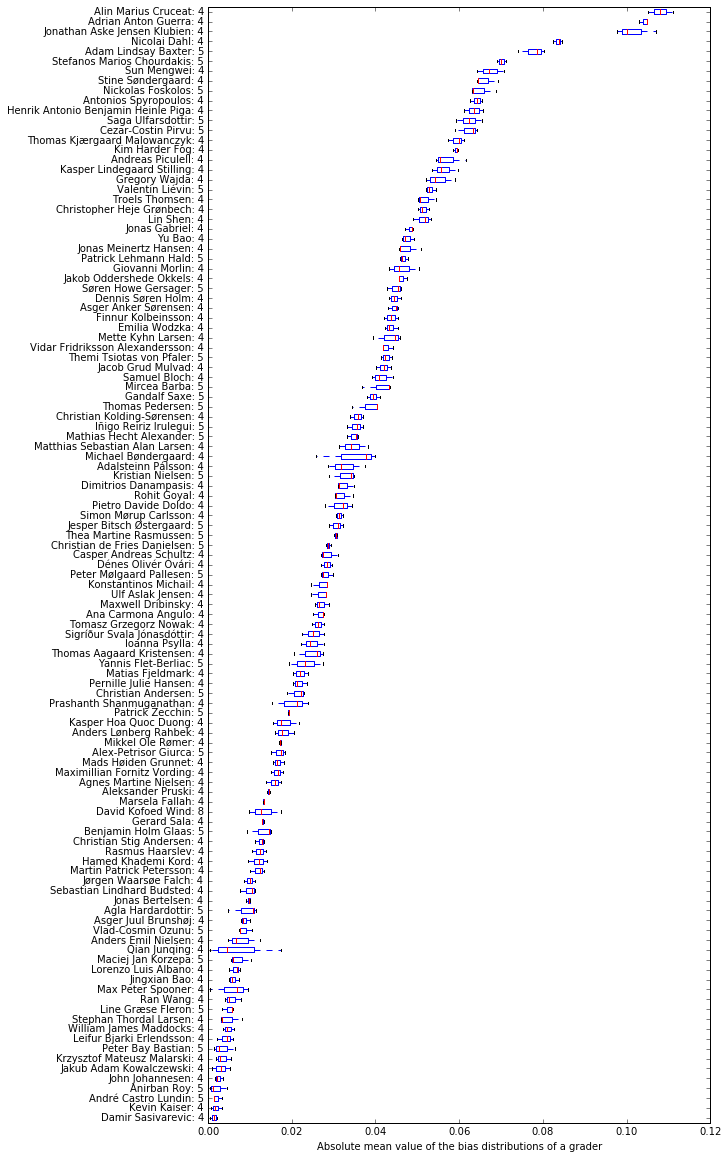 Alin Marius Cruceat: 4
Adrian Anton Guerra: 4
Jonathan Aske Jensen Klubien: 4
Nicolai Dahl: 4
Adam Lindsay Baxter: 5
Stefanos Marios Chourdakis: 5
Sun Mengwei: 4
Stine Søndergaard: 4
Nickolas Foskolos: 5
Antonios Spyropoulos: 4
Henrik Antonio Benjamin Heinle Piga: 4
Saga Ulfarsdottir: 5
Cezar-Costin Pirvu: 5
Thomas Kjærgaard Malowanczyk: 4
Kim Harder Fog: 4
Andreas Piculell: 4
Kasper Lindegaard Stilling: 4
Gregory Wajda: 4
Valentin Liévin: 5
Troels Thomsen: 4
Christopher Heje Grønbech: 4
Lin Shen: 4
Jonas Gabriel: 4
Yu Bao: 4
Jonas Meinertz Hansen: 4
Patrick Lehmann Hald: 5
Giovanni Morlin: 4
Jakob Oddershede Okkels: 4
Søren Howe Gersager: 5
Dennis Søren Holm: 4
Asger Anker Sørensen: 4
Finnur Kolbeinsson: 4
Emilia Wodzka: 4
Mette Kyhn Larsen: 4
Vidar Fridriksson Alexandersson: 4
Themi Tsiotas von Pfaler: 5
Jacob Grud Mulvad: 4
Samuel Bloch: 4
Mircea Barba: 5
Gandalf Saxe: 5
Thomas Pedersen: 5
Christian Kolding-Sørensen: 4
Iñigo Reiriz Irulegui: 5
Mathias Hecht Alexander: 5
Matthias Sebastian Alan Larsen: 4
Michael Bøndergaard: 4
Adalsteinn Pálsson: 4
Kristian Nielsen: 5
Dimitrios Danampasis: 4
Rohit Goyal: 4
Pietro Davide Doldo: 4
Simon Mørup Carlsson: 4
Jesper Bitsch Østergaard: 5
Thea Martine Rasmussen: 5
Christian de Fries Danielsen: 5
Casper Andreas Schultz: 4
Dénes Olivér Óvári: 4
Peter Mølgaard Pallesen: 5
Konstantinos Michail: 4
Ulf Aslak Jensen: 4
Maxwell Dribinsky: 4
Ana Carmona Angulo: 4
Tomasz Grzegorz Nowak: 4
Sigríður Svala Jónasdóttir: 4
Ioanna Psylla: 4
Thomas Aagaard Kristensen: 4
Yannis Flet-Berliac: 5
Matias Fjeldmark: 4
Pernille Julie Hansen: 4
Christian Andersen: 5
Prashanth Shanmuganathan: 4
Patrick Zecchin: 5
Kasper Hoa Quoc Duong: 4
Anders Lønberg Rahbek: 4
Mikkel Ole Rømer: 4
Alex-Petrisor Giurca: 5
Mads Høiden Grunnet: 4
Maximillian Fornitz Vording: 4
Agnes Martine Nielsen: 4
Aleksander Pruski: 4
Marsela Fallah: 4
David Kofoed Wind: 8
Gerard Sala: 4
Benjamin Holm Glaas: 5
Christian Stig Andersen: 4
Rasmus Haarslev: 4
Hamed Khademi Kord: 4
Martin Patrick Petersson: 4
Jørgen Waarsøe Falch: 4
Sebastian Lindhard Budsted: 4
Jonas Bertelsen: 4
Agla Hardardottir: 5
Asger Juul Brunshøj: 4
Vlad-Cosmin Ozunu: 5
Anders Emil Nielsen: 4
Qian Junqing: 4
Maciej Jan Korzepa: 5
Lorenzo Luis Albano: 4
Jingxian Bao: 4
Max Peter Spooner: 4
Ran Wang: 4
Line Græse Fleron: 5
Stephan Thordal Larsen: 4
William James Maddocks: 4
Leifur Bjarki Erlendsson: 4
Peter Bay Bastian: 5
Krzysztof Mateusz Malarski: 4
Jakub Adam Kowalczewski: 4
John Johannesen: 4
Anirban Roy: 5
André Castro Lundin: 5
Kevin Kaiser: 4
Damir Sasivarevic: 4
0.00 0.02 0.04 0.06 0.08 0.10 0.12
Absolute mean value of the bias distributions of a grader